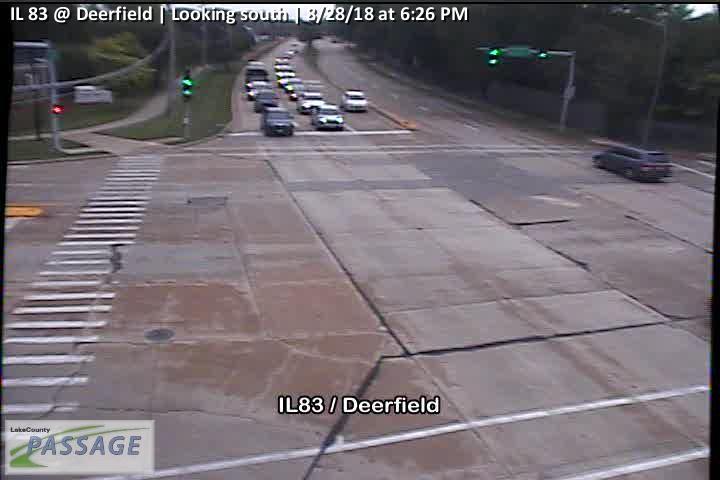 IL 83 @ Deerfield | Looking south | 8/28/18 at 6:26 PM
IL83 / Deerfield
LakeCounty
PASSAGE